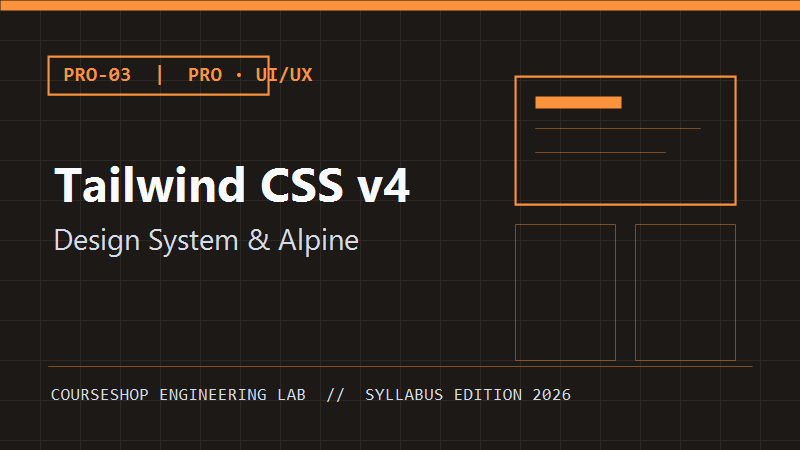 PRO-03 | PRO · UI/UX
Tailwind CSS v4
Design System & Alpine
COURSESHOP ENGINEERING LAB // SYLLABUS EDITION 2026